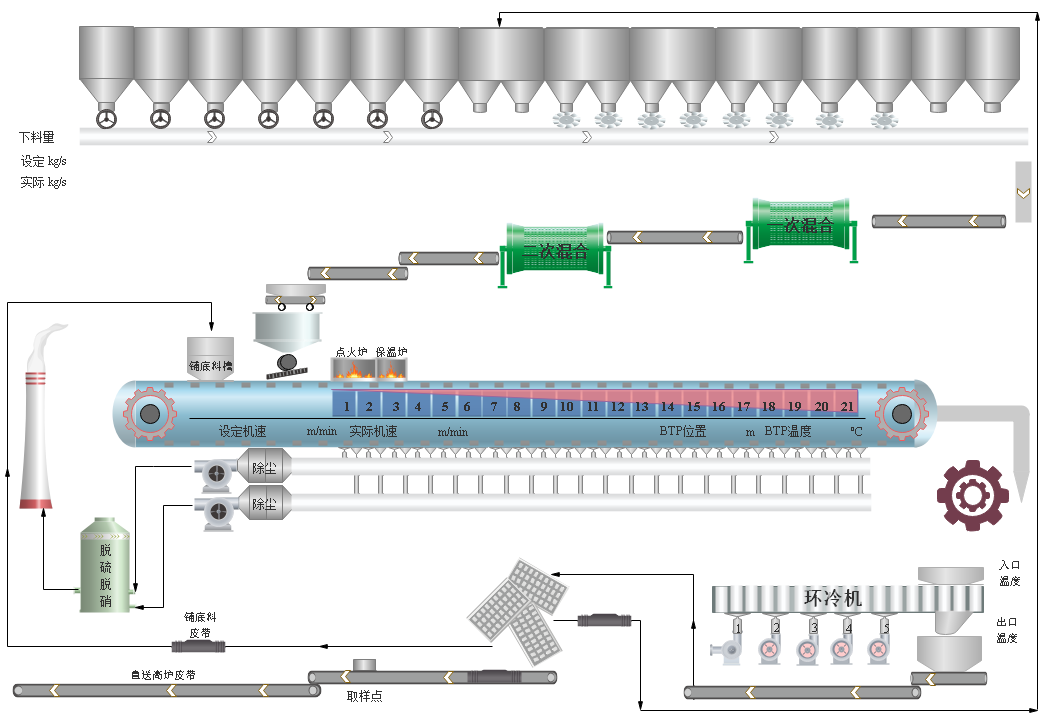 下料量
设定 kg/s
实际 kg/s
一次混合
二次混合
点火炉 保温炉
铺底料槽
1 2 3 4 5 6 7 8 9 10 11 12 13 14 15 16 17 18 19 20 21
设定机速 m/min 实际机速 m/min BTP位置 m BTP温度 °C
除尘
除尘
脱
硫
脱
硝
入口
温度
环冷机
1 2 3 4 5
出口
温度
铺底料
皮带
直送高炉皮带
取样点